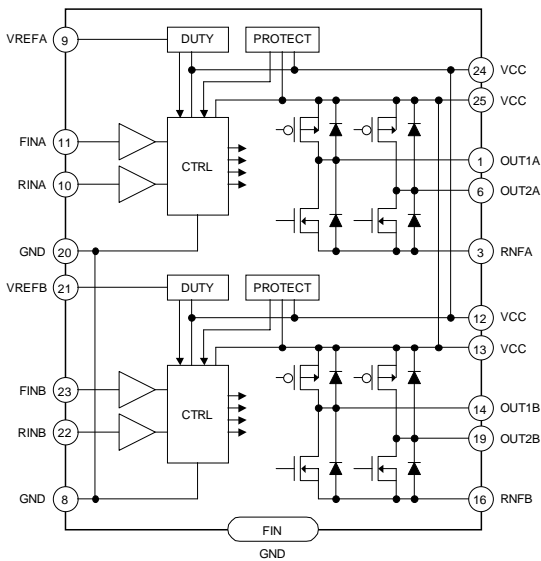 VREFA 9 DUTY PROTECT
24 VCC
25 VCC
FINA 11
CTRL
1 OUT1A
RINA 10
6 OUT2A
GND 20
3 RNFA
VREFB 21 DUTY PROTECT
12 VCC
13 VCC
FINB 23
CTRL
14 OUT1B
RINB 22
19 OUT2B
GND 8
16 RNFB
FIN
GND